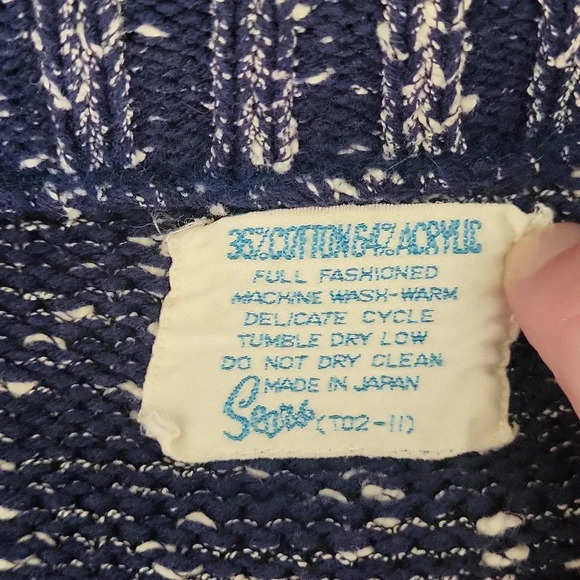 36% COTTON 64% ACRYLIC
FULL FASHIONED
MACHINE WASH-WARM
DELICATE CYCLE
TUMBLE DRY LOW
DO NOT DRY CLEAN
MADE IN JAPAN
Sears (T02-11)